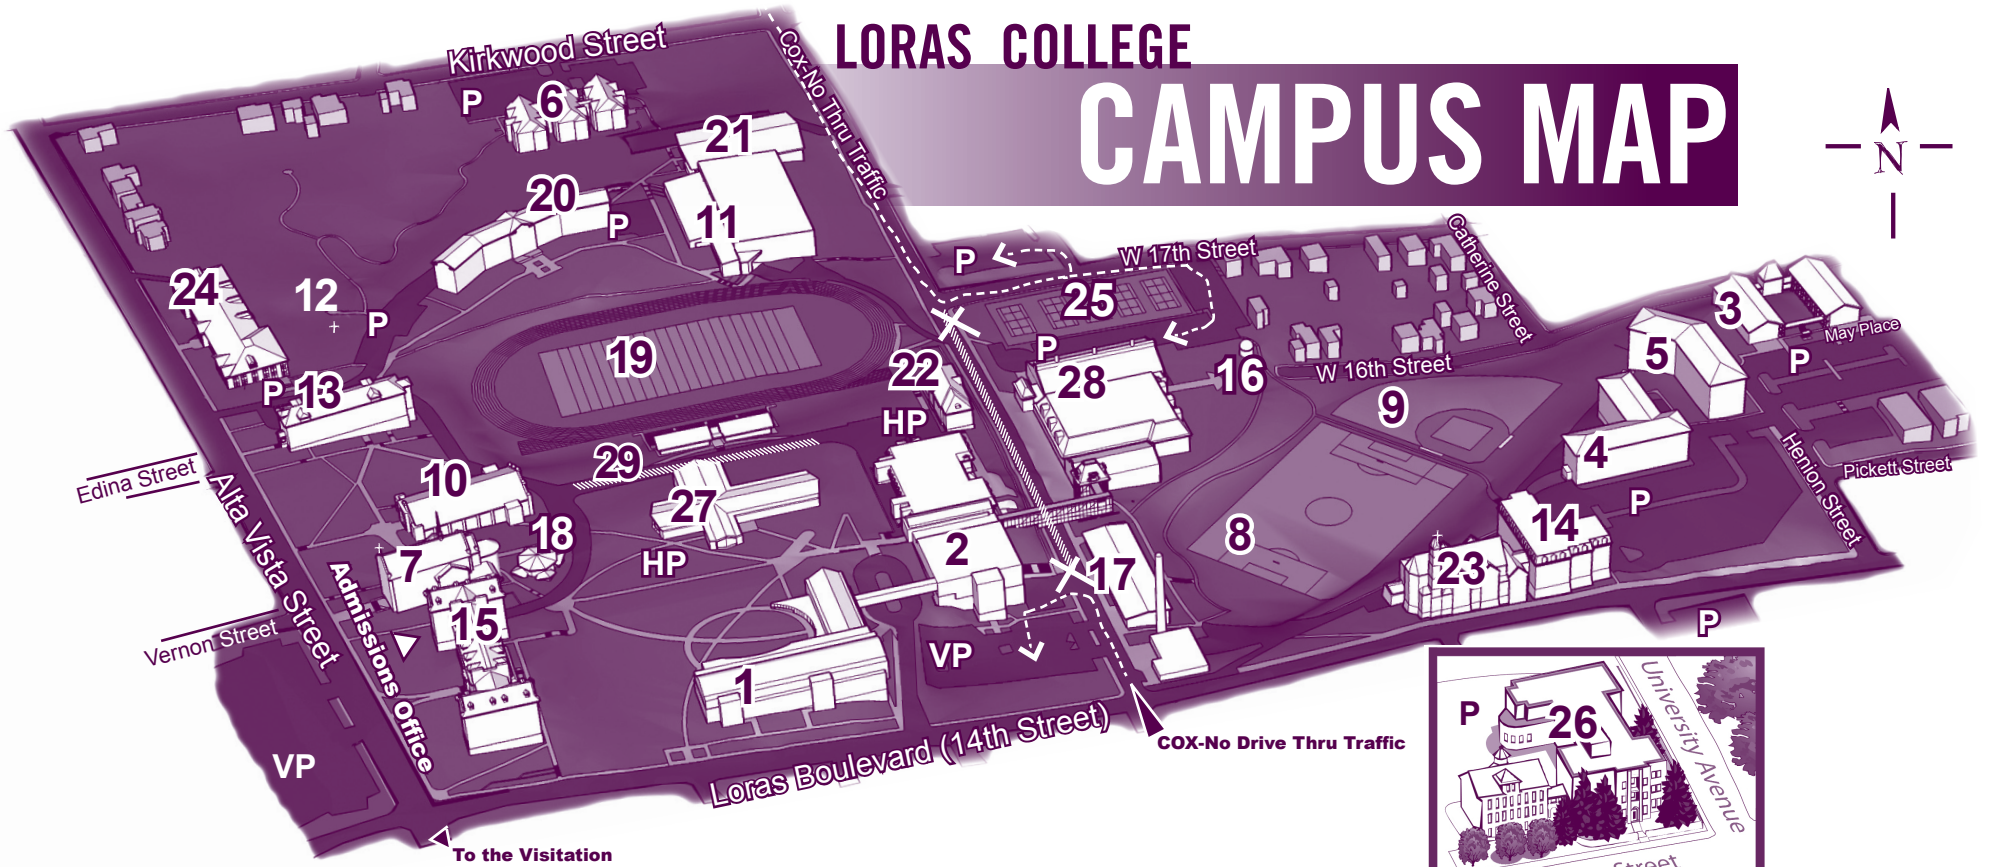 LORAS COLLEGE
CAMPUS MAP
N
Kirkwood Street
Cox-No Thru Traffic
P
6
21
20
P
11
24
12
P
P
W 17th Street
25
Catherine Street
3
May Place
P
5
19
22
P
28
16
W 16th Street
9
P
13
HP
4
Henion Street
Pickett Street
Edina Street
Alta Vista Street
10
29
27
P
18
7
HP
2
17
8
14
23
Vernon Street
Admissions Office
15
1
VP
P
VP
Loras Boulevard (14th Street)
COX-No Drive Thru Traffic
To the Visitation
P
26
University Avenue
Street